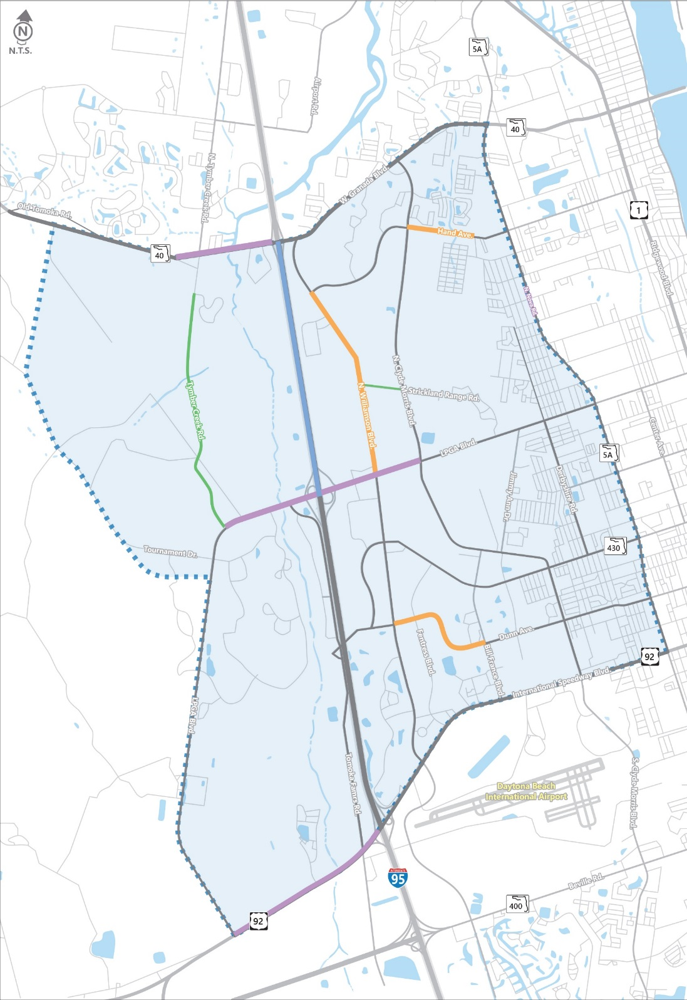 N
N.T.S.
5A
Airport Rd.
40
N. Tymber Creek Rd.
W. Granada Blvd.
Old Tomoka Rd.
1
Hand Ave.
40
Ridgewood Blvd.
N. Nova Rd.
N. Clyde Morris Blvd.
Strickland Range Rd.
Tymber Creek Rd.
N. Williamson Blvd.
Center Ave.
LPGA Blvd.
5A
Derbyshire Rd.
Jimmy Ann Dr.
430
Tournament Dr.
Dunn Ave.
Fentress Blvd.
Bill France Blvd.
92
International Speedway Blvd.
LPGA Blvd.
Tomoka Famrs Rd.
S. Clyde Morris Blvd.
Daytona Beach
International Airport
INTERSTATE
95
Beville Rd.
400
92